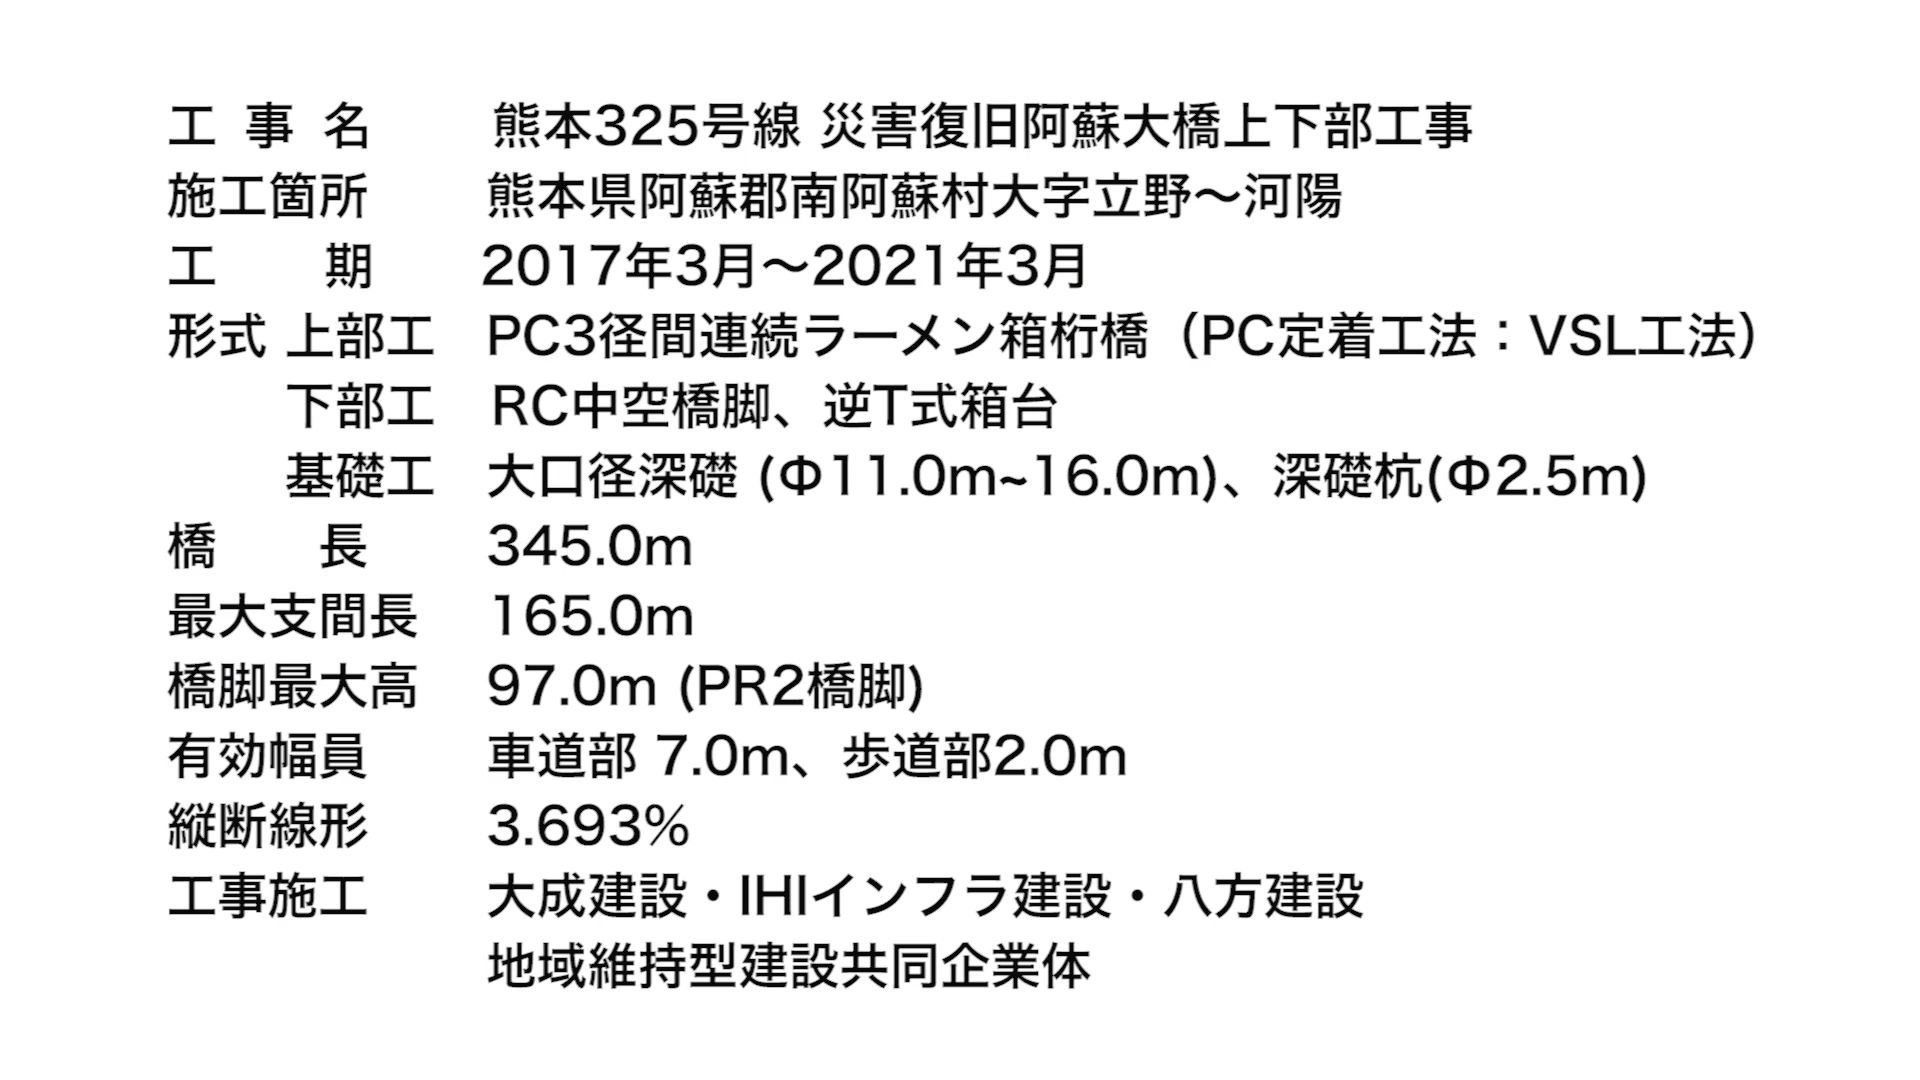 工 事 名 熊本325号線 災害復旧阿蘇大橋上下部工事
施工箇所 熊本県阿蘇郡南阿蘇村大字立野〜河陽
工 期 2017年3月〜2021年3月
形式 上部工 PC3径間連続ラーメン箱桁橋（PC定着工法：VSL工法）
下部工 RC中空橋脚、逆T式箱台
基礎工 大口径深礎 (Φ11.0m~16.0m)、深礎杭(Φ2.5m)
橋 長 345.0m
最大支間長 165.0m
橋脚最大高 97.0m (PR2橋脚)
有効幅員 車道部 7.0m、歩道部2.0m
縦断線形 3.693%
工事施工 大成建設・IHIインフラ建設・八方建設
地域維持型建設共同企業体